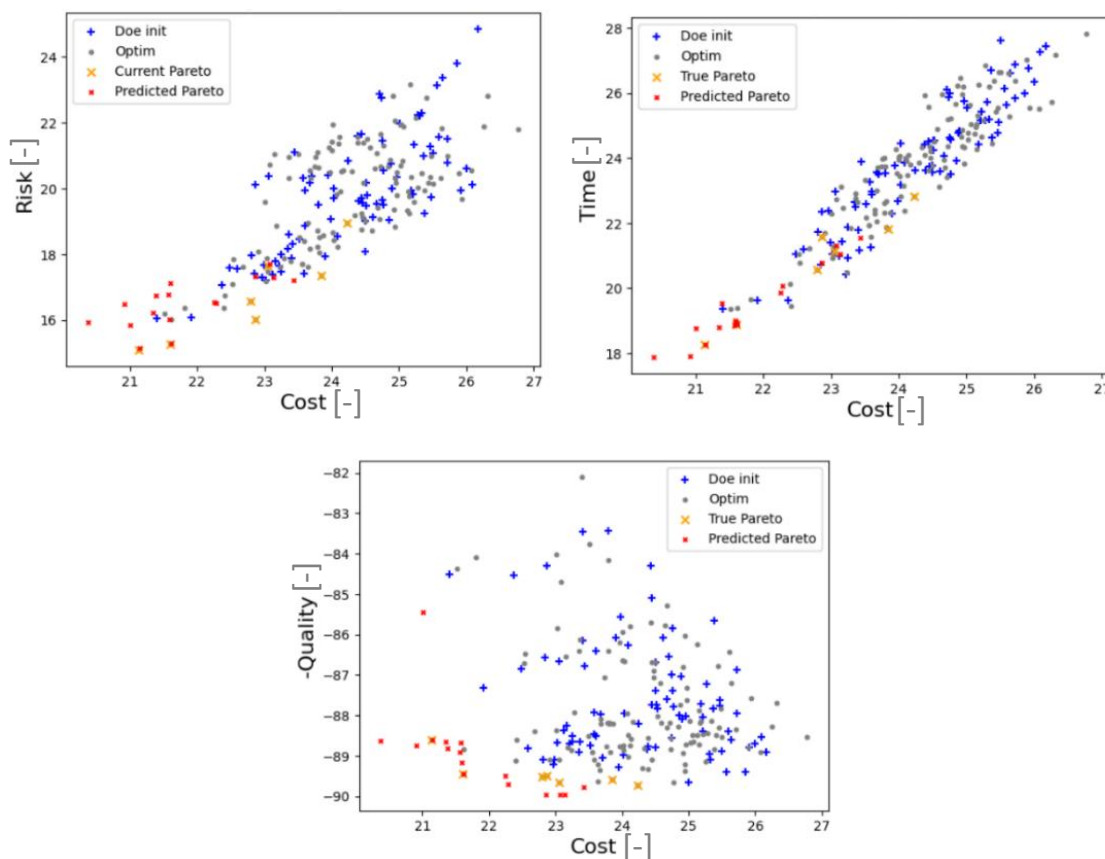 Doe init
Optim
Current Pareto
Predicted Pareto
24
22
20
18
16
Risk [-]
21 22 23 24 25 26 27
Cost [-]
Doe init
Optim
True Pareto
Predicted Pareto
28
26
24
22
20
18
Time [-]
21 22 23 24 25 26 27
Cost [-]
Doe init
Optim
True Pareto
Predicted Pareto
-82
-83
-84
-85
-86
-87
-88
-89
-90
-Quality [-]
21 22 23 24 25 26 27
Cost [-]